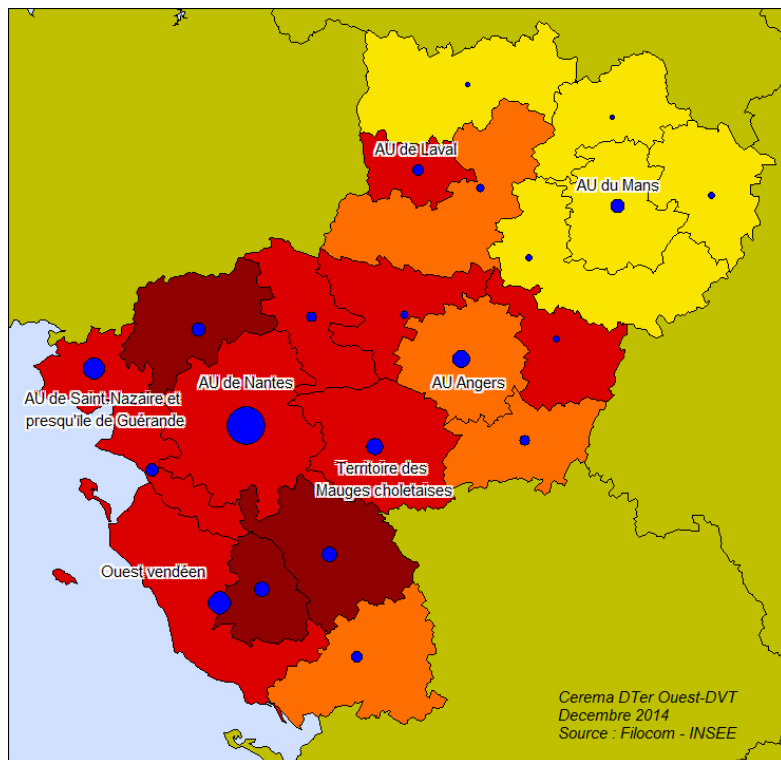 AU de Laval
AU du Mans
AU de Nantes
AU Angers
AU de Saint-Nazaire et
presqu'ile de Guérande
Territoire des
Mauges choletaises
Ouest vendéen
Cerema DTer Ouest-DVT
Decembre 2014
Source : Filocom - INSEE